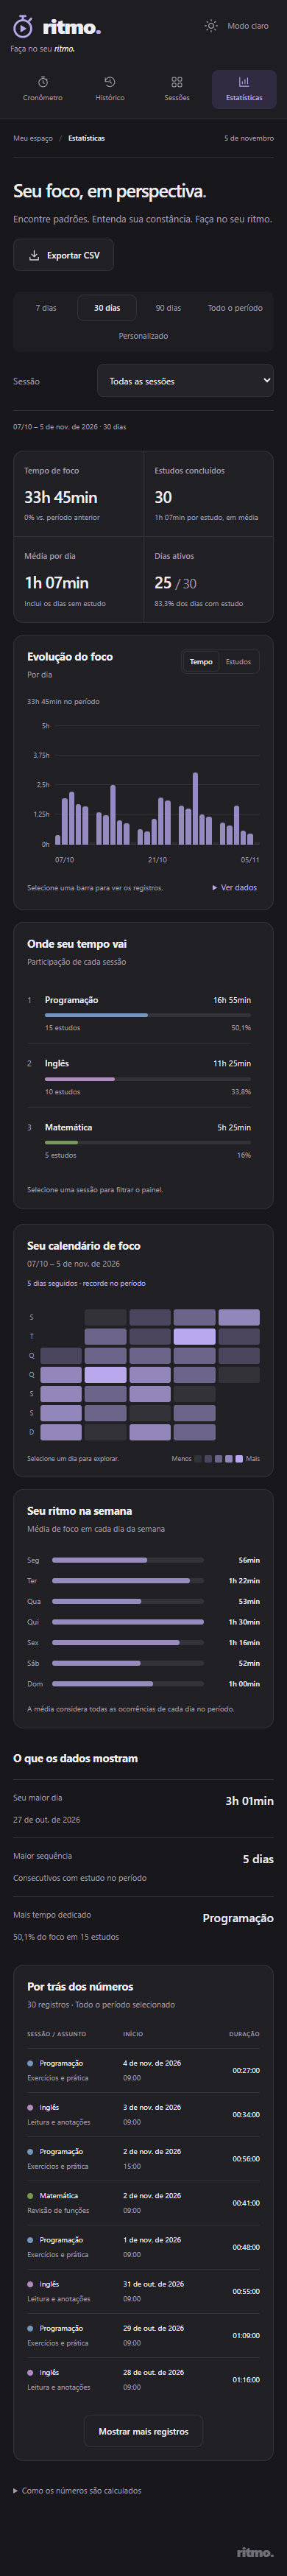 ritmo.
Modo claro
Faça no seu ritmo.
Cronômetro Histórico Sessões Estatísticas
Meu espaço / Estatísticas 5 de novembro
Seu foco, em perspectiva.
Encontre padrões. Entenda sua constância. Faça no seu ritmo.
Exportar CSV
7 dias 30 dias 90 dias Todo o período
Personalizado
Sessão Todas as sessões
07/10 – 5 de nov. de 2026 · 30 dias
Tempo de foco
33h 45min
0% vs. período anterior
Estudos concluídos
30
1h 07min por estudo, em média
Média por dia
1h 07min
Inclui os dias sem estudo
Dias ativos
25 / 30
83,3% dos dias com estudo
Evolução do foco
Por dia
Tempo Estudos
33h 45min no período
5h
3,75h
2,5h
1,25h
0h
07/10 21/10 05/11
Selecione uma barra para ver os registros.
Ver dados
Onde seu tempo vai
Participação de cada sessão
1 Programação 16h 55min
15 estudos 50,1%
2 Inglês 11h 25min
10 estudos 33,8%
3 Matemática 5h 25min
5 estudos 16%
Selecione uma sessão para filtrar o painel.
Seu calendário de foco
07/10 – 5 de nov. de 2026
5 dias seguidos · recorde no período
S
T
Q
Q
S
S
D
Selecione um dia para explorar.
Menos Mais
Seu ritmo na semana
Média de foco em cada dia da semana
Seg 56min
Ter 1h 22min
Qua 53min
Qui 1h 30min
Sex 1h 16min
Sáb 52min
Dom 1h 00min
A média considera todas as ocorrências de cada dia no período.
O que os dados mostram
Seu maior dia 3h 01min
27 de out. de 2026
Maior sequência 5 dias
Consecutivos com estudo no período
Mais tempo dedicado Programação
50,1% do foco em 15 estudos
Por trás dos números
30 registros · Todo o período selecionado
SESSÃO / ASSUNTO INÍCIO DURAÇÃO
Programação 4 de nov. de 2026 00:27:00
Exercícios e prática 09:00
Inglês 3 de nov. de 2026 00:34:00
Leitura e anotações 09:00
Programação 2 de nov. de 2026 00:56:00
Exercícios e prática 15:00
Matemática 2 de nov. de 2026 00:41:00
Revisão de funções 09:00
Programação 1 de nov. de 2026 00:48:00
Exercícios e prática 09:00
Inglês 31 de out. de 2026 00:55:00
Leitura e anotações 09:00
Programação 29 de out. de 2026 01:09:00
Exercícios e prática 09:00
Inglês 28 de out. de 2026 01:16:00
Leitura e anotações 09:00
Mostrar mais registros
Como os números são calculados
ritmo.